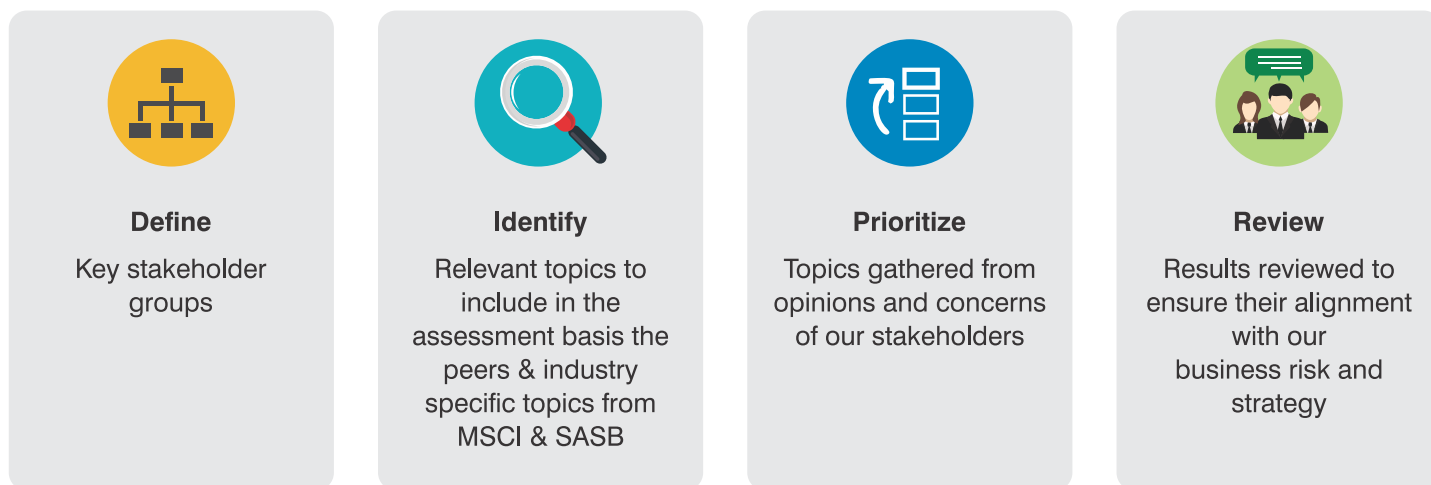 Define
Key stakeholder
groups
Identify
Relevant topics to
include in the
assessment basis the
peers & industry
specific topics from
MSCI & SASB
Prioritize
Topics gathered from
opinions and concerns
of our stakeholders
Review
Results reviewed to
ensure their alignment
with our
business risk and
strategy